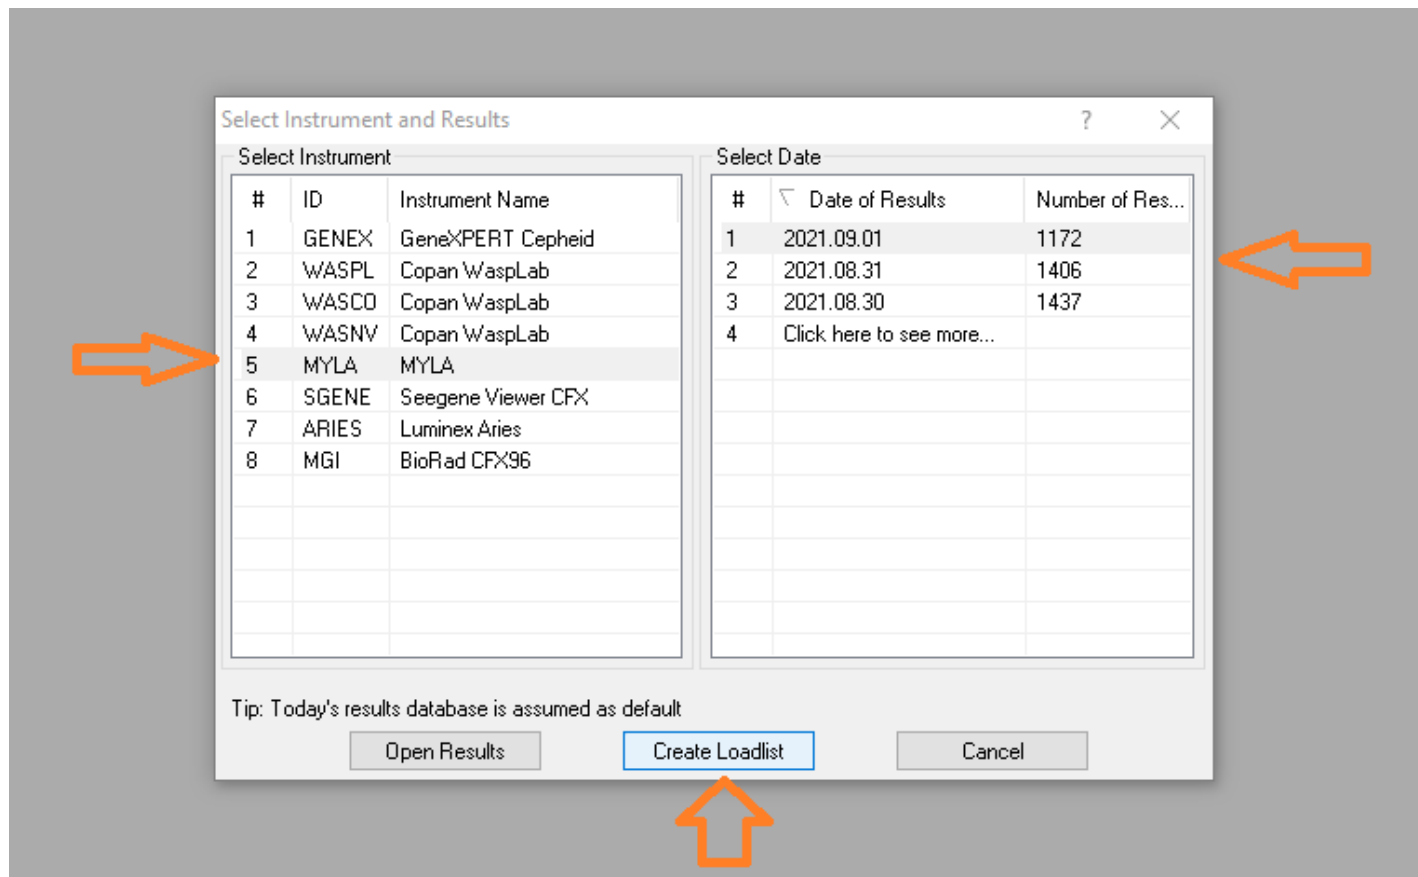 Select Instrument and Results
?
Select Instrument
# ID Instrument Name
1 GENEX GeneXPERT Cepheid
2 WASPL Copan WaspLab
3 WASCO Copan WaspLab
4 WASNV Copan WaspLab
5 MYLA MYLA
6 SGENE Seegene Viewer CFX
7 ARIES Luminex Aries
8 MGI BioRad CFX96
Select Date
# Date of Results Number of Res...
1 2021.09.01 1172
2 2021.08.31 1406
3 2021.08.30 1437
4 Click here to see more...
Tip: Today's results database is assumed as default
Open Results Create Loadlist Cancel